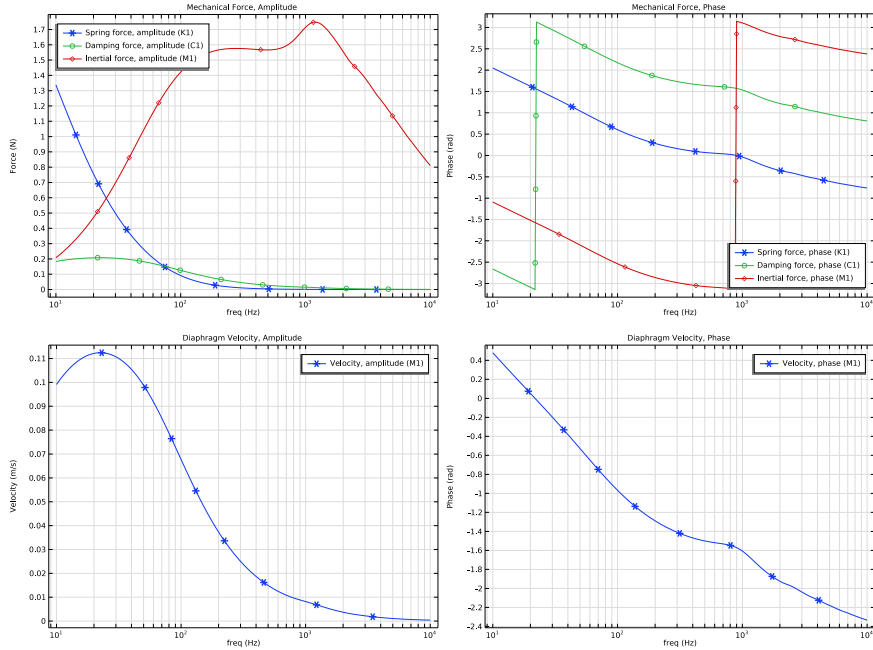 Mechanical Force, Amplitude
Spring force, amplitude (K1)
Damping force, amplitude (C1)
Inertial force, amplitude (M1)
Force (N)
1.7
1.6
1.5
1.4
1.3
1.2
1.1
1
0.9
0.8
0.7
0.6
0.5
0.4
0.3
0.2
0.1
0
10¹ 10² 10³ 10⁴
freq (Hz)
Mechanical Force, Phase
Phase (rad)
3
2.5
2
1.5
1
0.5
0
-0.5
-1
-1.5
-2
-2.5
-3
Spring force, phase (K1)
Damping force, phase (C1)
Inertial force, phase (M1)
10¹ 10² 10³ 10⁴
freq (Hz)
Diaphragm Velocity, Amplitude
Velocity, amplitude (M1)
Velocity (m/s)
0.11
0.1
0.09
0.08
0.07
0.06
0.05
0.04
0.03
0.02
0.01
0
10¹ 10² 10³ 10⁴
freq (Hz)
Diaphragm Velocity, Phase
Velocity, phase (M1)
Phase (rad)
0.4
0.2
0
-0.2
-0.4
-0.6
-0.8
-1
-1.2
-1.4
-1.6
-1.8
-2
-2.2
-2.4
10¹ 10² 10³ 10⁴
freq (Hz)